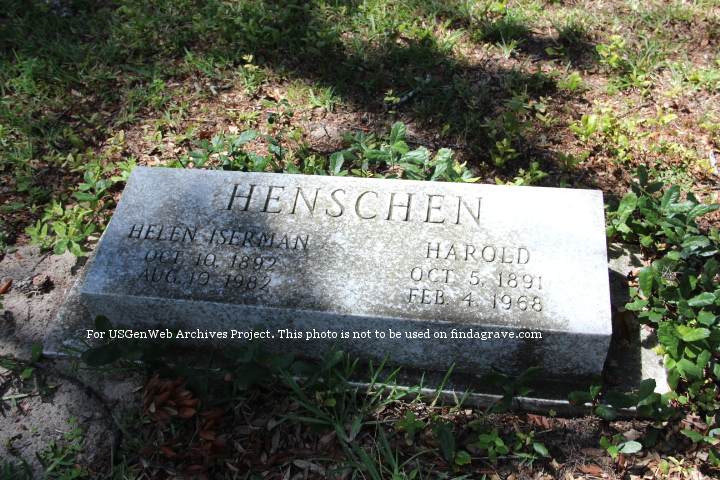 HENSCHEN
HELEN ISERMAN
OCT. 10. 1892
AUG. 19. 1982
HAROLD
OCT. 5. 1891
FEB. 4. 1968
For USGenWeb Archives Project. This photo is not to be used on findagrave.com